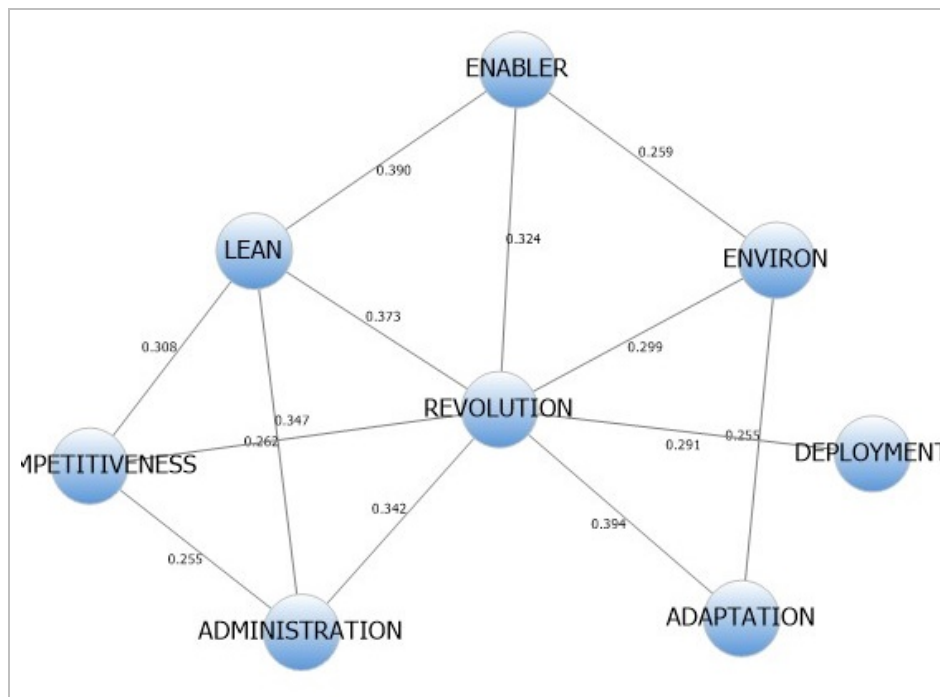 ENABLER
0.390
0.259
LEAN
0.324
ENVIRON
0.373
0.308
0.299
REVOLUTION
0.347
0.262
0.255
0.291
DEPLOYMENT
MPETITIVENESS
0.342
0.394
0.255
ADMINISTRATION
ADAPTATION